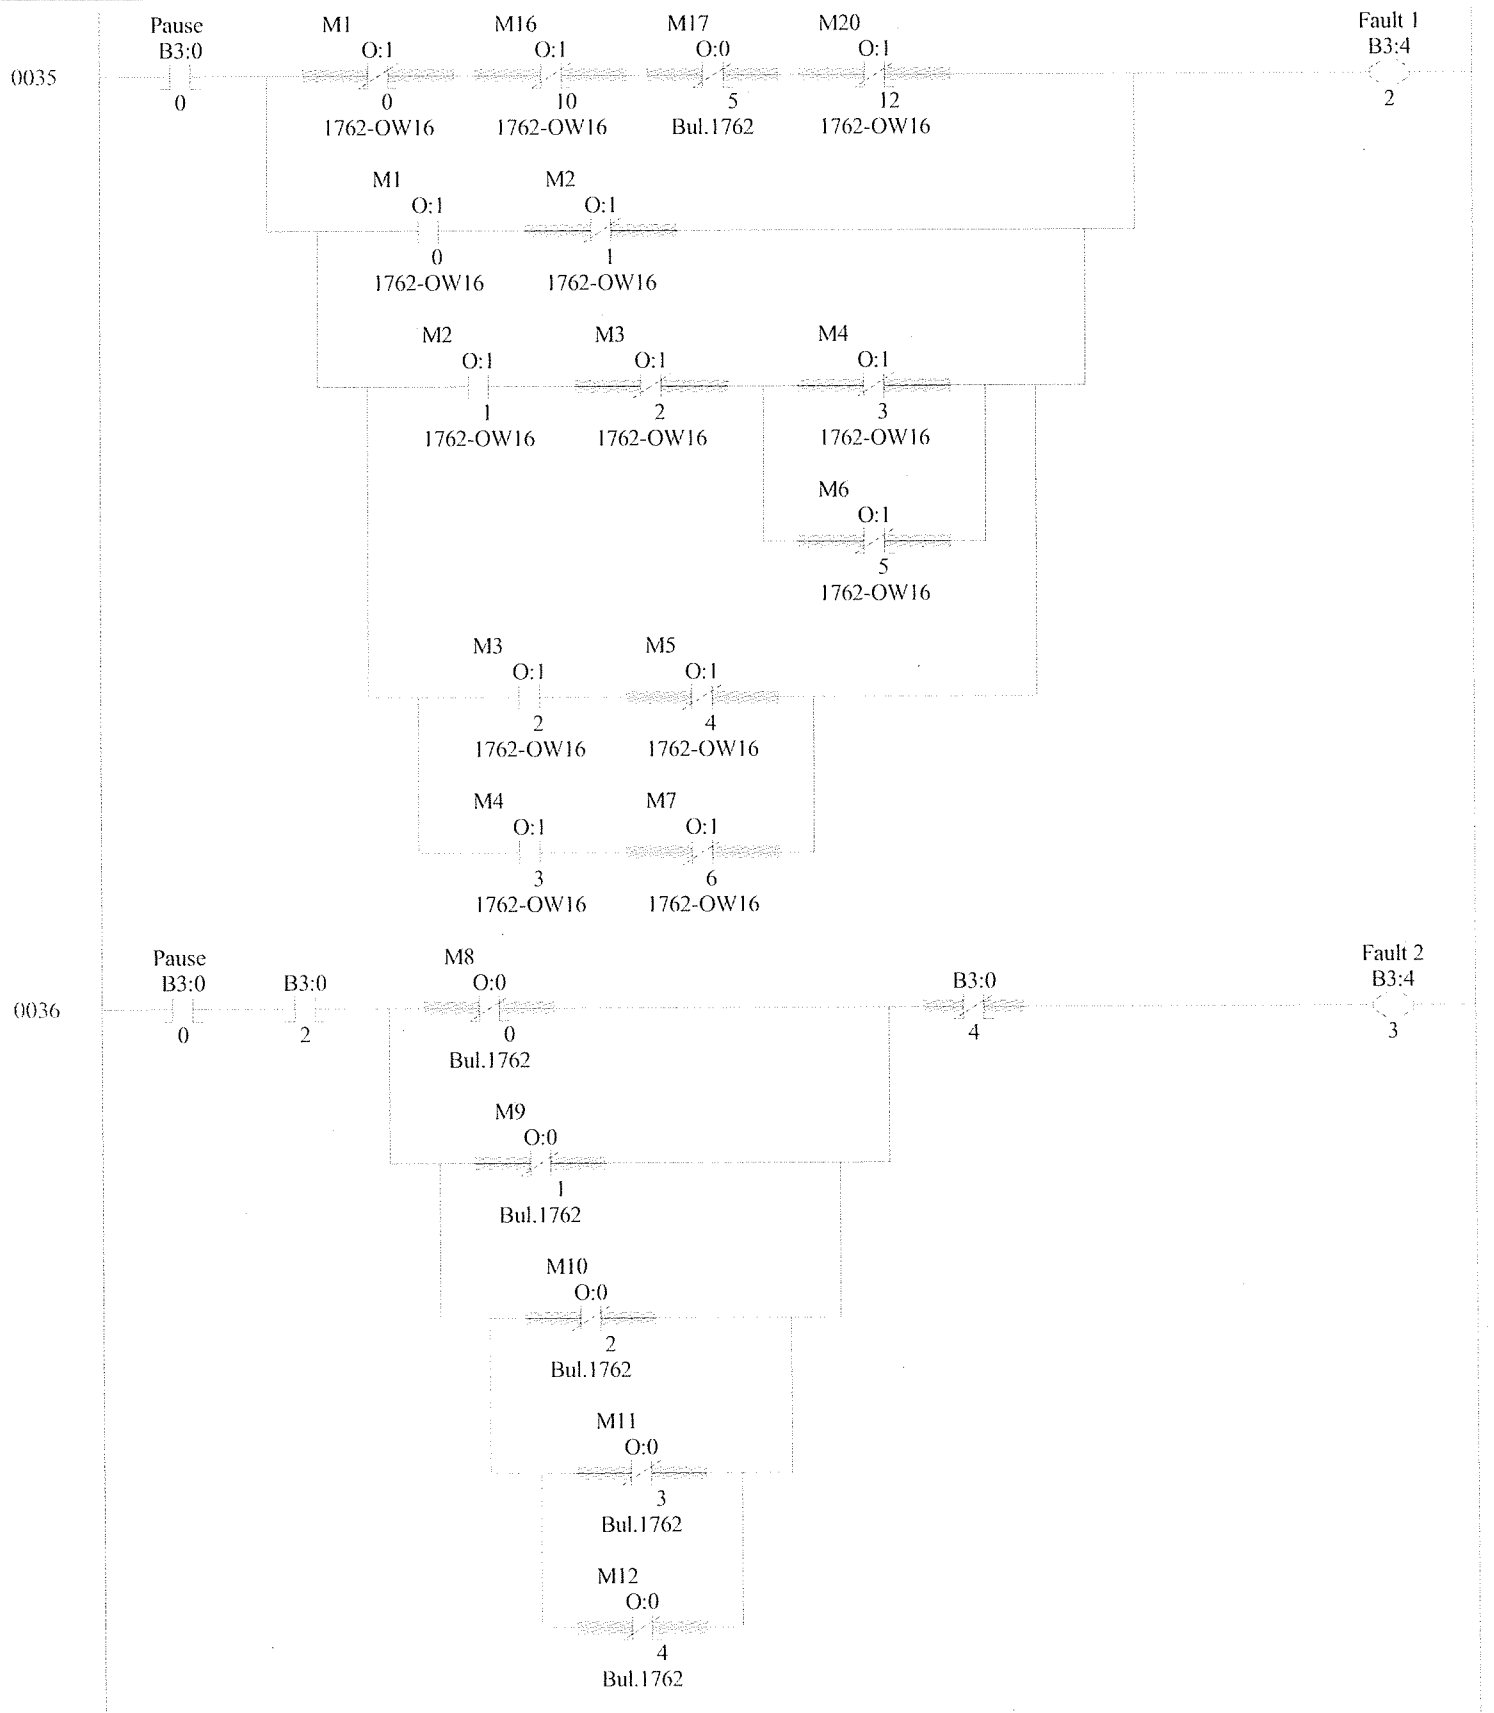 Pause M1 M16 M17 M20 Fault 1
B3:0 O:1 O:1 O:0 O:1 B3:4
0035
0 0 10 5 12 2
1762-OW16 1762-OW16 Bul.1762 1762-OW16
M1 M2
O:1 O:1
0 1
1762-OW16 1762-OW16
M2 M3 M4
O:1 O:1 O:1
1 2 3
1762-OW16 1762-OW16 1762-OW16
M6
O:1
5
1762-OW16
M3 M5
O:1 O:1
2 4
1762-OW16 1762-OW16
M4 M7
O:1 O:1
3 6
1762-OW16 1762-OW16
Pause M8 Fault 2
B3:0 B3:0 O:0 B3:0 B3:4
0036
0 2 0 4 3
Bul.1762
M9
O:0
1
Bul.1762
M10
O:0
2
Bul.1762
M11
O:0
3
Bul.1762
M12
O:0
4
Bul.1762